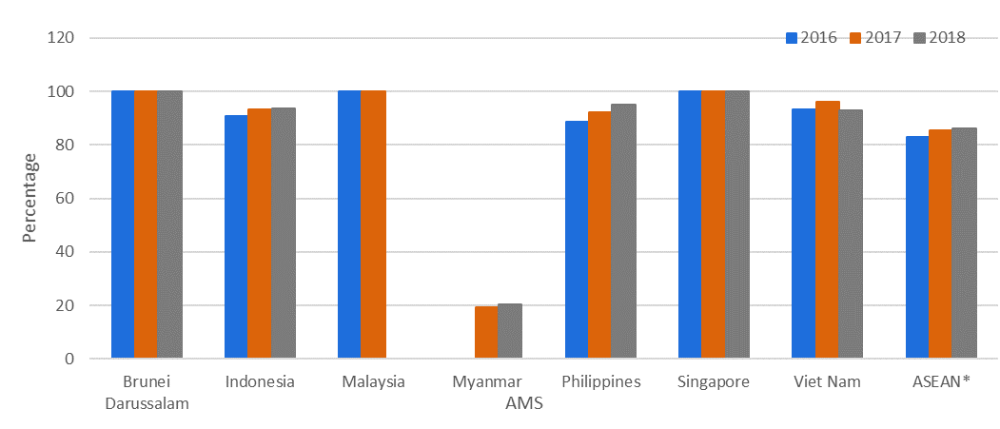 120
2016 2017 2018
100
80
60
40
20
0
Percentage
Brunei Darussalam
Indonesia
Malaysia
Myanmar
Philippines
Singapore
Viet Nam
ASEAN*
AMS